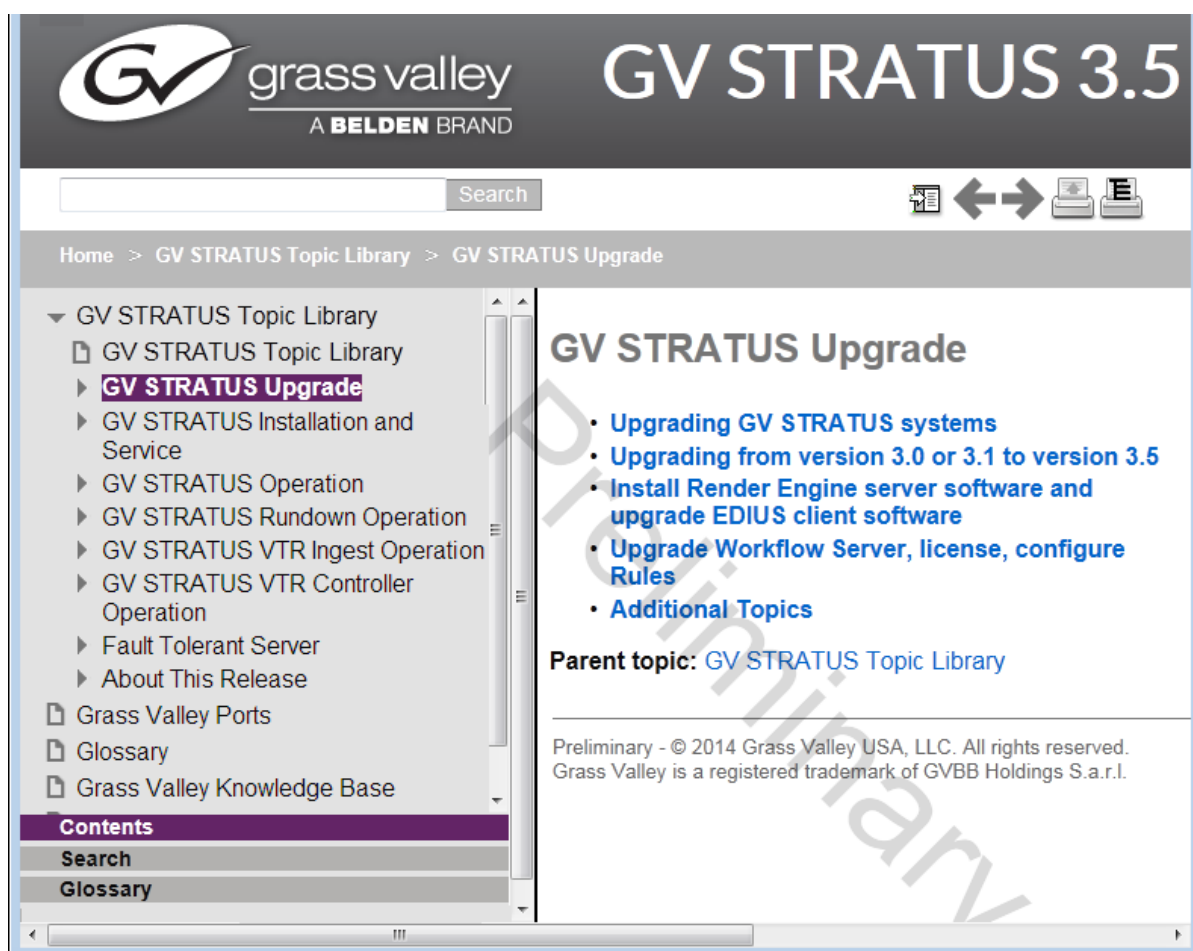 GV grass valley
A BELDEN BRAND
GV STRATUS 3.5
Search
Home > GV STRATUS Topic Library > GV STRATUS Upgrade
GV STRATUS Topic Library
GV STRATUS Topic Library
GV STRATUS Upgrade
GV STRATUS Installation and
Service
GV STRATUS Operation
GV STRATUS Rundown Operation
GV STRATUS VTR Ingest Operation
GV STRATUS VTR Controller
Operation
Fault Tolerant Server
About This Release
Grass Valley Ports
Glossary
Grass Valley Knowledge Base
Contents
Search
Glossary
GV STRATUS Upgrade
• Upgrading GV STRATUS systems
• Upgrading from version 3.0 or 3.1 to version 3.5
• Install Render Engine server software and
upgrade EDIUS client software
• Upgrade Workflow Server, license, configure
Rules
• Additional Topics
Parent topic: GV STRATUS Topic Library
Preliminary - © 2014 Grass Valley USA, LLC. All rights reserved.
Grass Valley is a registered trademark of GVBB Holdings S.a.r.l.
Preliminary